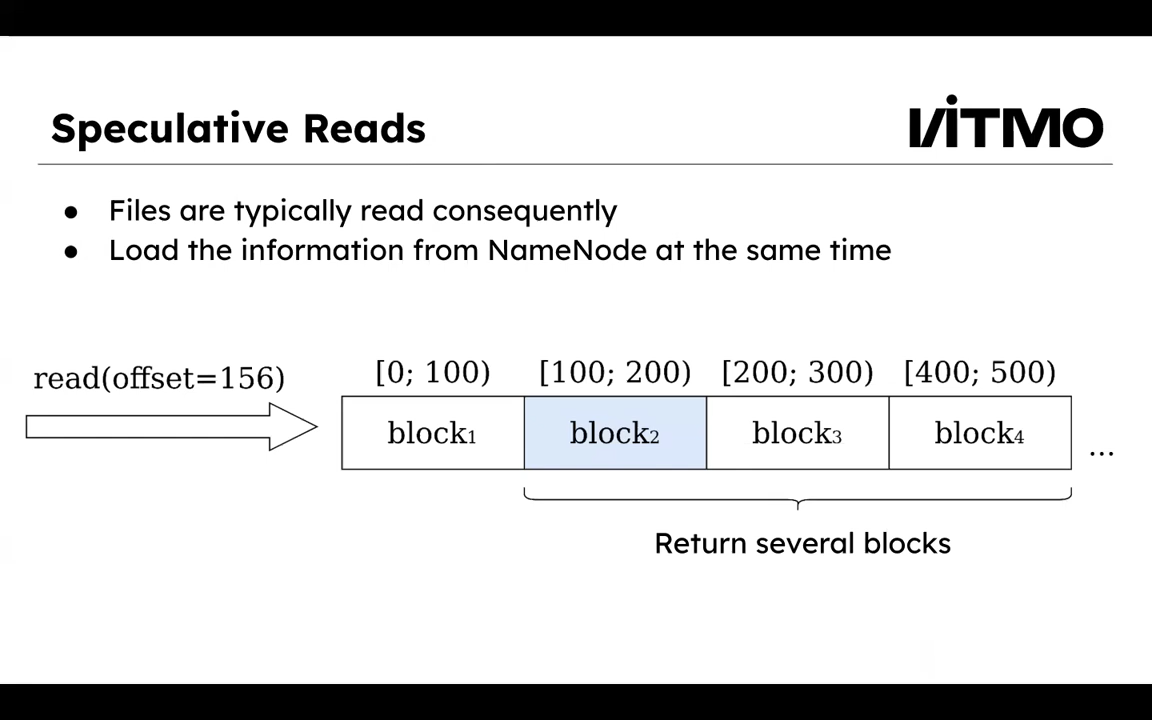 Speculative Reads
ITMO
● Files are typically read consequently
● Load the information from NameNode at the same time
read(offset=156)
[0; 100) [100; 200) [200; 300) [400; 500)
block₁ block₂ block₃ block₄ ...
Return several blocks